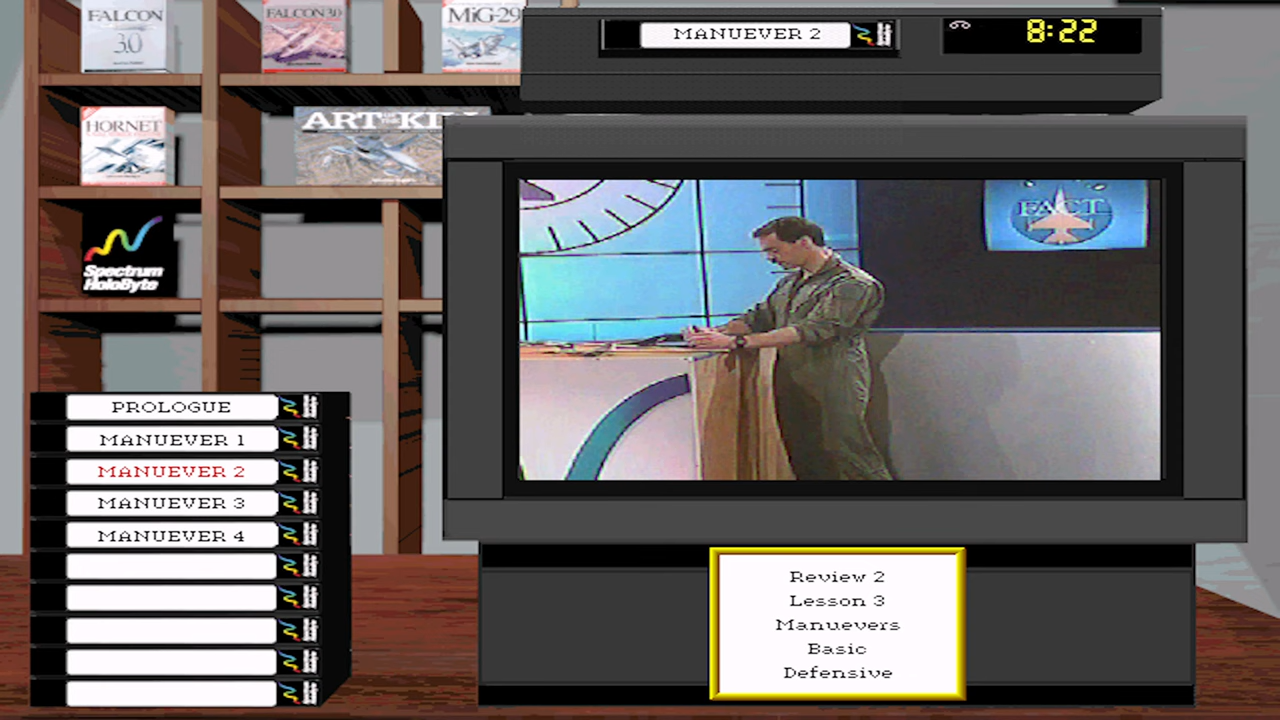 FALCON
3.0
FALCON 3.0
MiG-29
MANUEVER 2
8:22
HORNET
ART OF THE KILL
FACT
Spectrum
HoloByte
PROLOGUE
MANUEVER 1
MANUEVER 2
MANUEVER 3
MANUEVER 4
Review 2
Lesson 3
Manuevers
Basic
Defensive